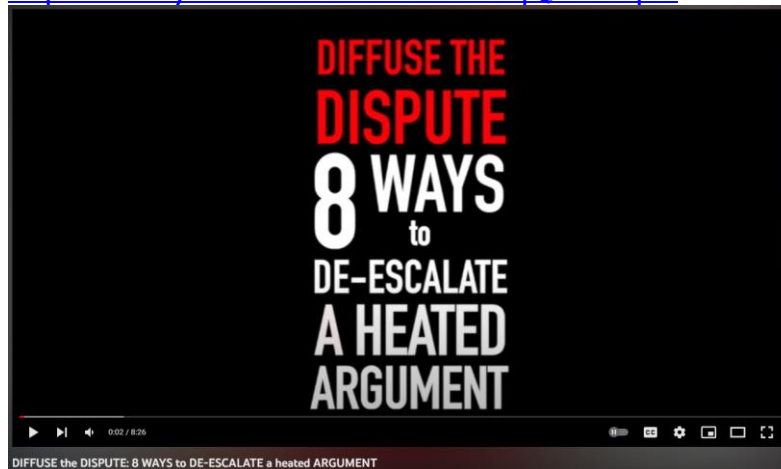 DIFFUSE THE
DISPUTE
8 WAYS
to
DE-ESCALATE
A HEATED
ARGUMENT
0:02 / 8:26
CC
DIFFUSE the DISPUTE: 8 WAYS to DE-ESCALATE a heated ARGUMENT